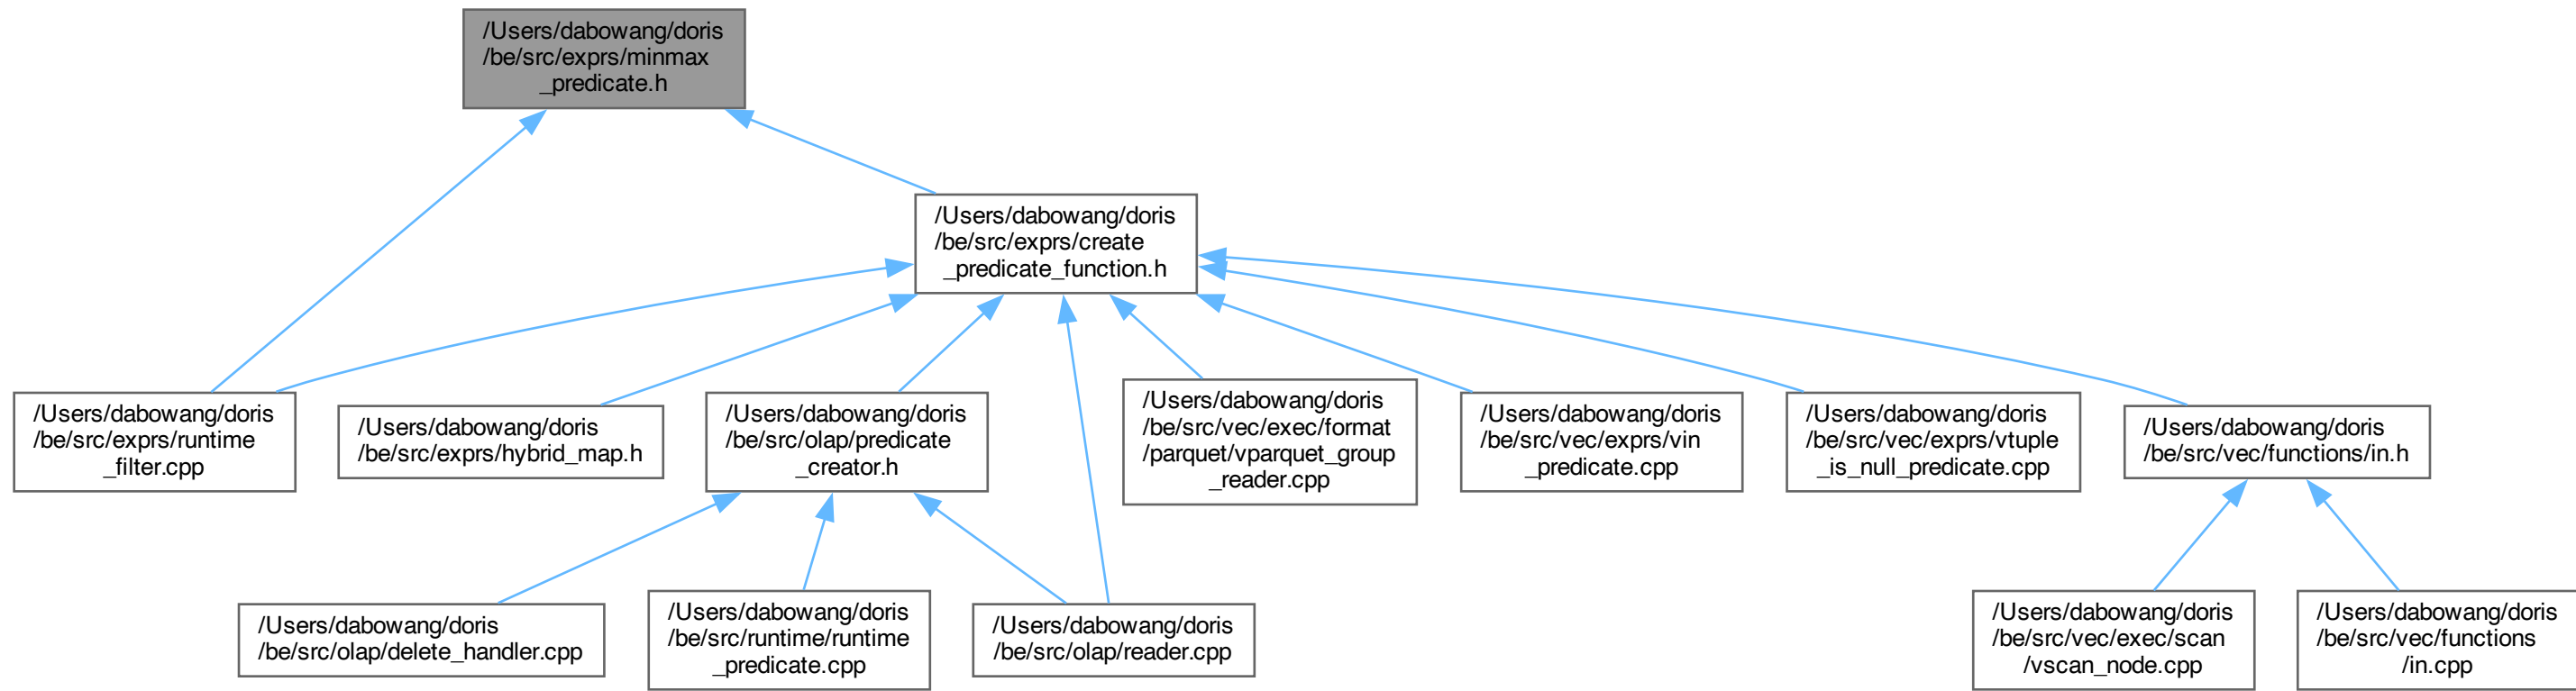 /Users/dabowang/doris
/be/src/exprs/minmax
_predicate.h
/Users/dabowang/doris
/be/src/exprs/create
_predicate_function.h
/Users/dabowang/doris
/be/src/exprs/runtime
_filter.cpp
/Users/dabowang/doris
/be/src/exprs/hybrid_map.h
/Users/dabowang/doris
/be/src/olap/predicate
_creator.h
/Users/dabowang/doris
/be/src/vec/exec/format
/parquet/vparquet_group
_reader.cpp
/Users/dabowang/doris
/be/src/vec/exprs/vin
_predicate.cpp
/Users/dabowang/doris
/be/src/vec/exprs/vtuple
_is_null_predicate.cpp
/Users/dabowang/doris
/be/src/vec/functions/in.h
/Users/dabowang/doris
/be/src/olap/delete_handler.cpp
/Users/dabowang/doris
/be/src/runtime/runtime
_predicate.cpp
/Users/dabowang/doris
/be/src/olap/reader.cpp
/Users/dabowang/doris
/be/src/vec/exec/scan
/vscan_node.cpp
/Users/dabowang/doris
/be/src/vec/functions
/in.cpp